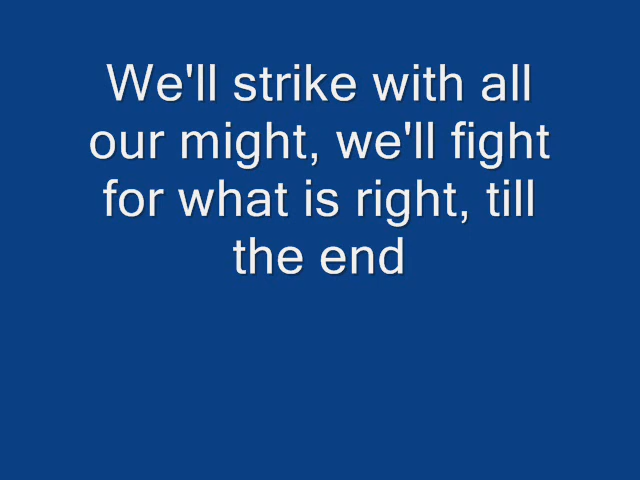 We'll strike with all
our might, we'll fight
for what is right, till
the end